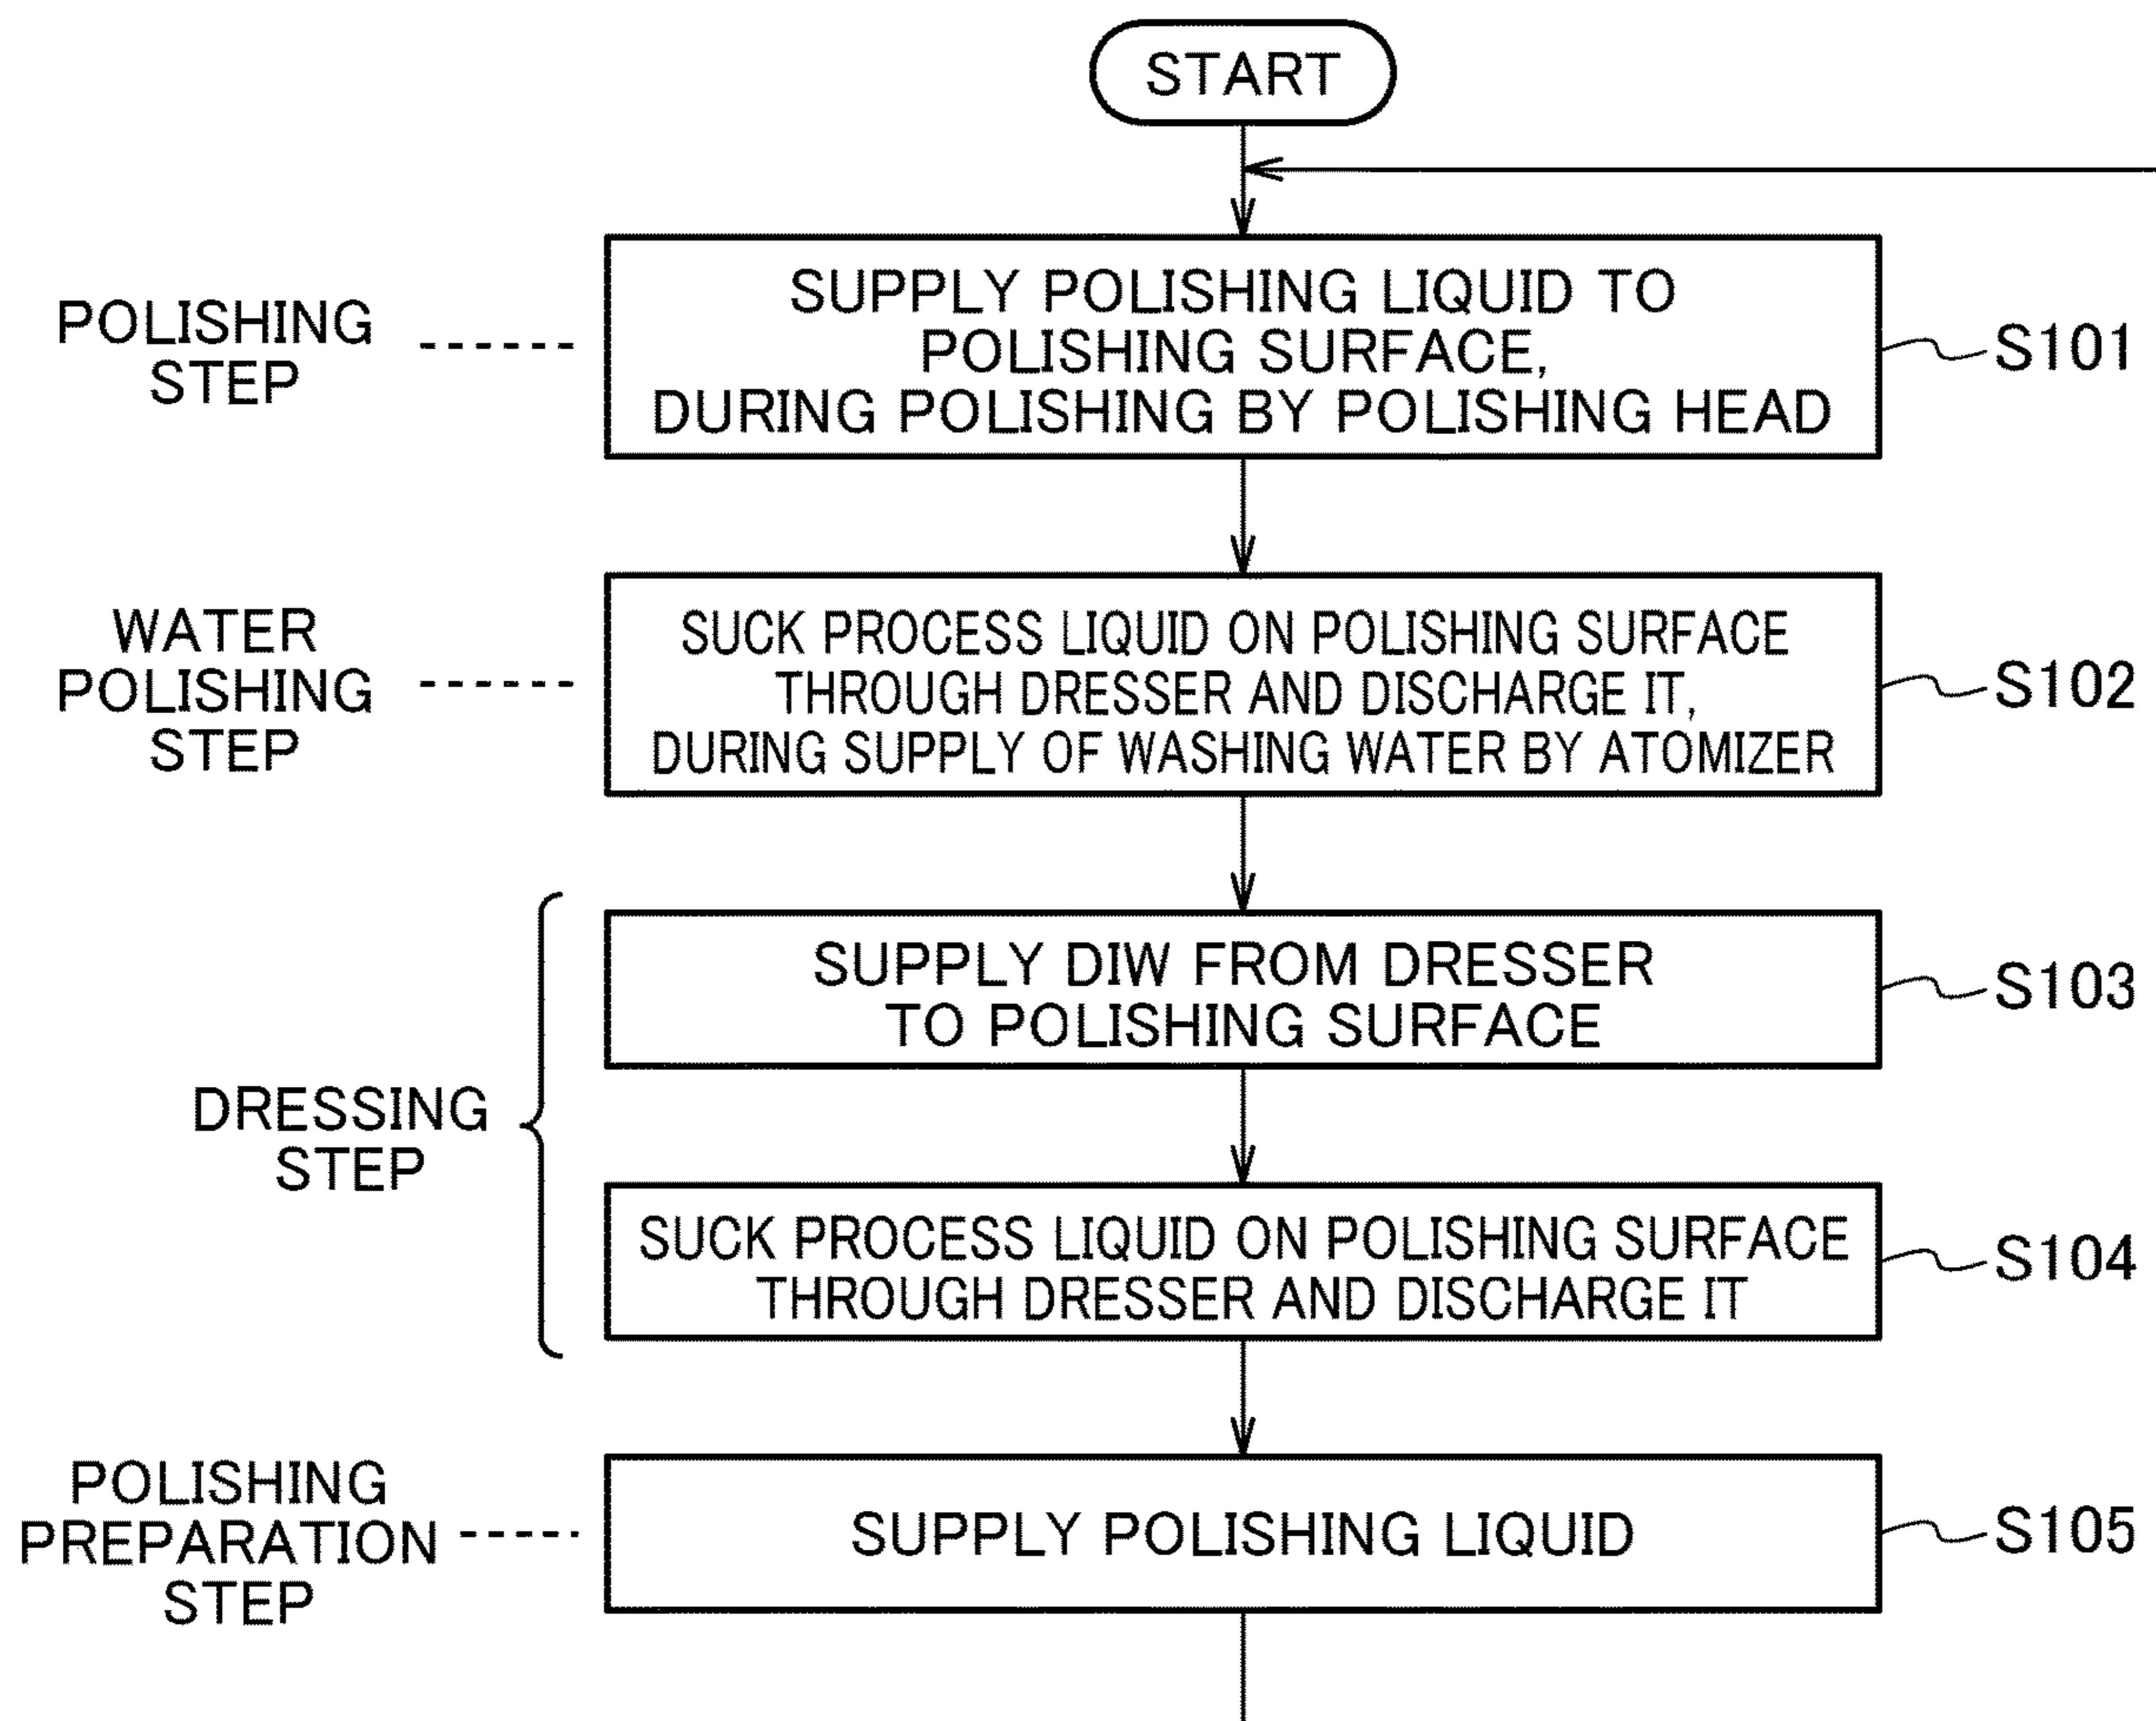 START
POLISHING
STEP
SUPPLY POLISHING LIQUID TO
POLISHING SURFACE,
DURING POLISHING BY POLISHING HEAD
S101
WATER
POLISHING
STEP
SUCK PROCESS LIQUID ON POLISHING SURFACE
THROUGH DRESSER AND DISCHARGE IT,
DURING SUPPLY OF WASHING WATER BY ATOMIZER
S102
DRESSING
STEP
SUPPLY DIW FROM DRESSER
TO POLISHING SURFACE
S103
SUCK PROCESS LIQUID ON POLISHING SURFACE
THROUGH DRESSER AND DISCHARGE IT
S104
POLISHING
PREPARATION
STEP
SUPPLY POLISHING LIQUID
S105